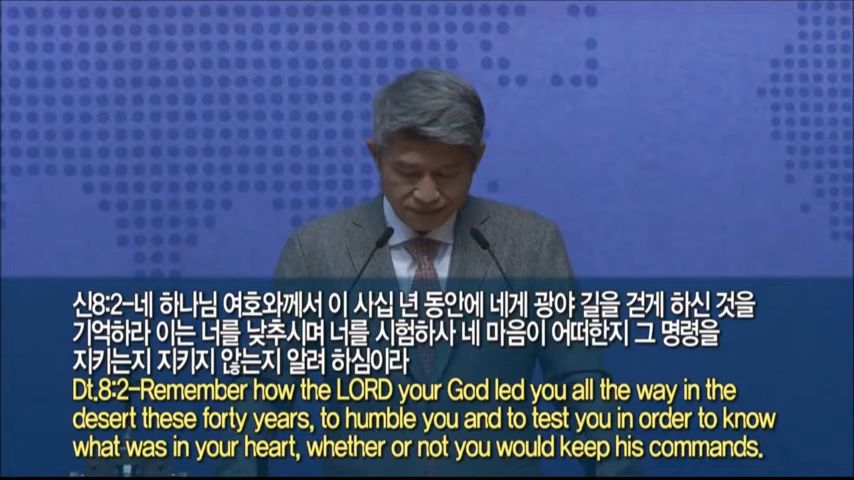 신8:2-네 하나님 여호와께서 이 사십 년 동안에 네게 광야 길을 걷게 하신 것을
기억하라 이는 너를 낮추시며 너를 시험하사 네 마음이 어떠한지 그 명령을
지키는지 지키지 않는지 알려 하심이라
Dt.8:2-Remember how the LORD your God led you all the way in the
desert these forty years, to humble you and to test you in order to know
what was in your heart, whether or not you would keep his commands.